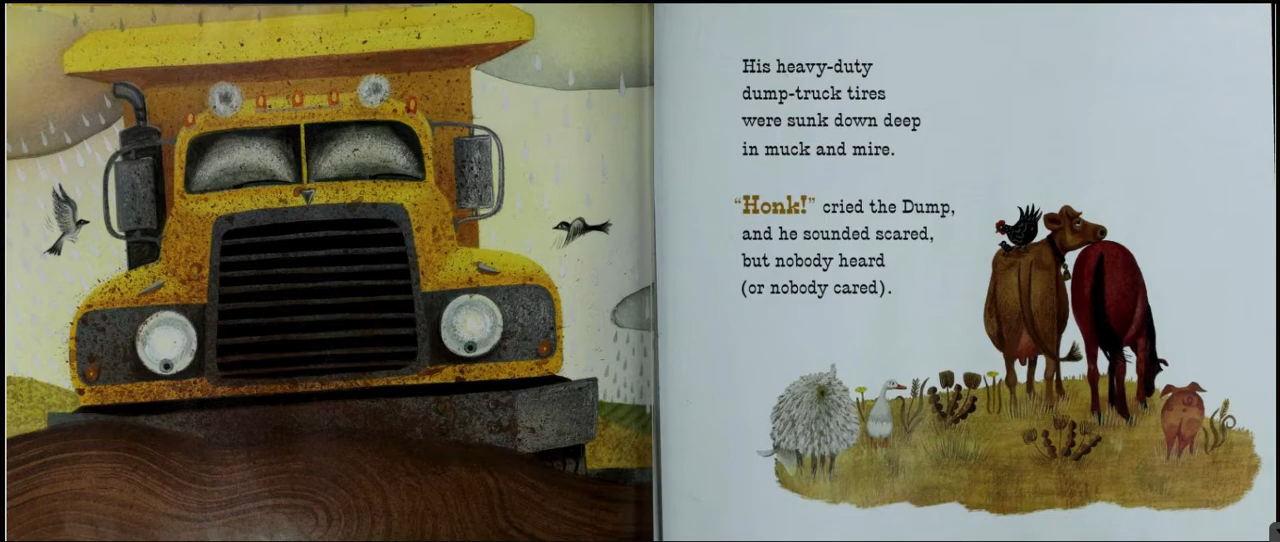 His heavy-duty
dump-truck tires
were sunk down deep
in muck and mire.
“Honk!” cried the Dump,
and he sounded scared,
but nobody heard
(or nobody cared).